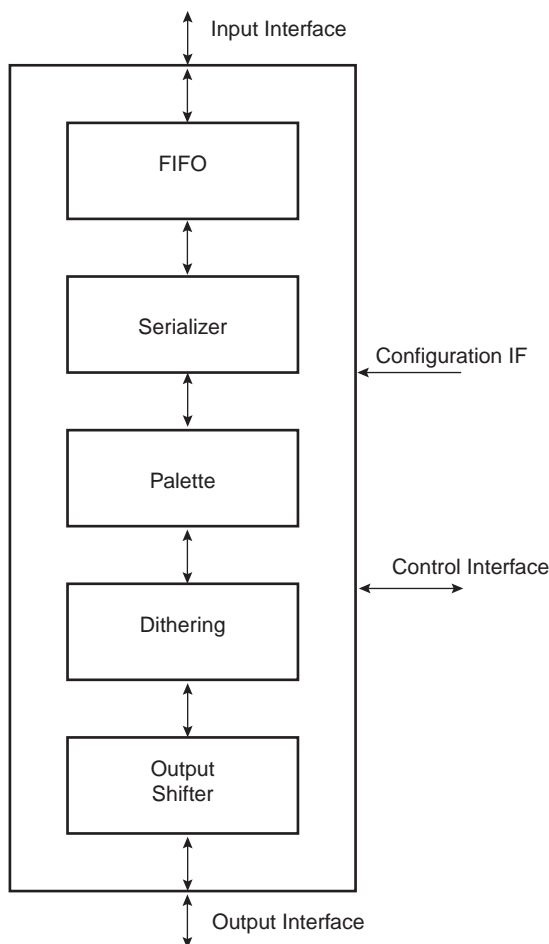 Input Interface
FIFO
Serializer
Configuration IF
Palette
Control Interface
Dithering
Output
Shifter
Output Interface